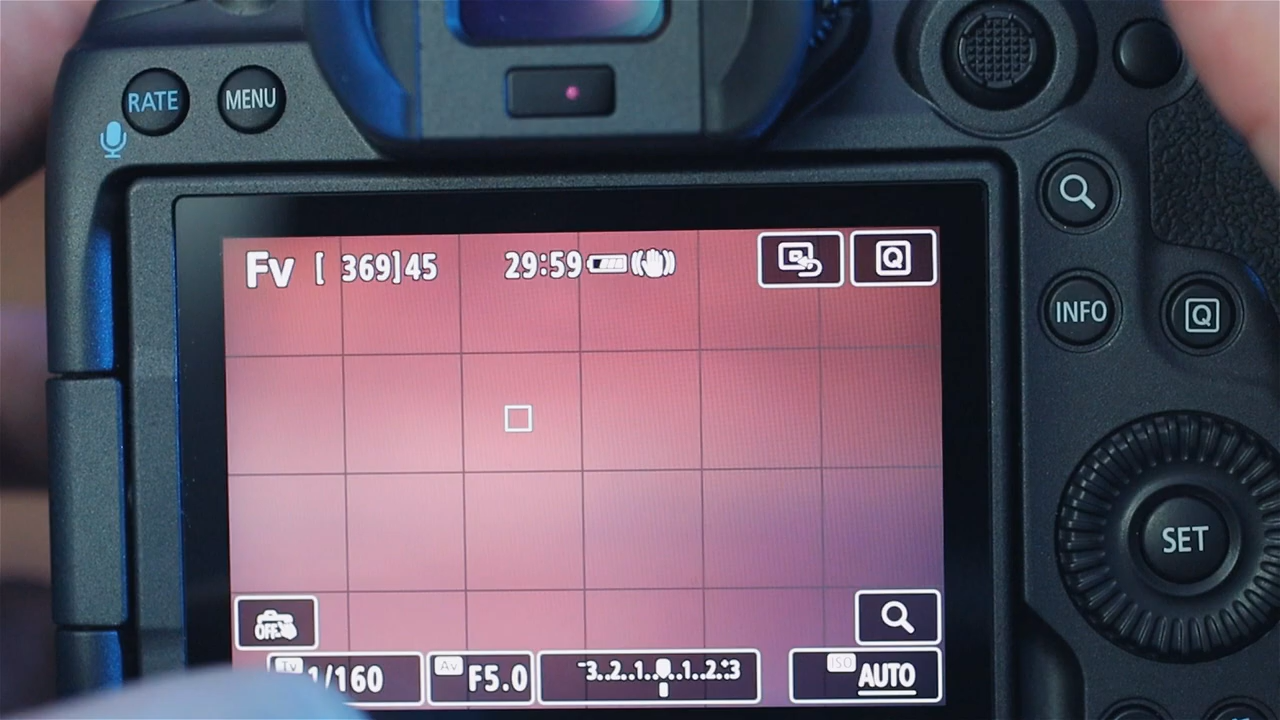 RATE MENU
Fv [ 369]45 29:59 Q
INFO Q
SET
OFF
Tv 1/160 Av F5.0 -3..2..1..0..1..2..+3 ISO AUTO